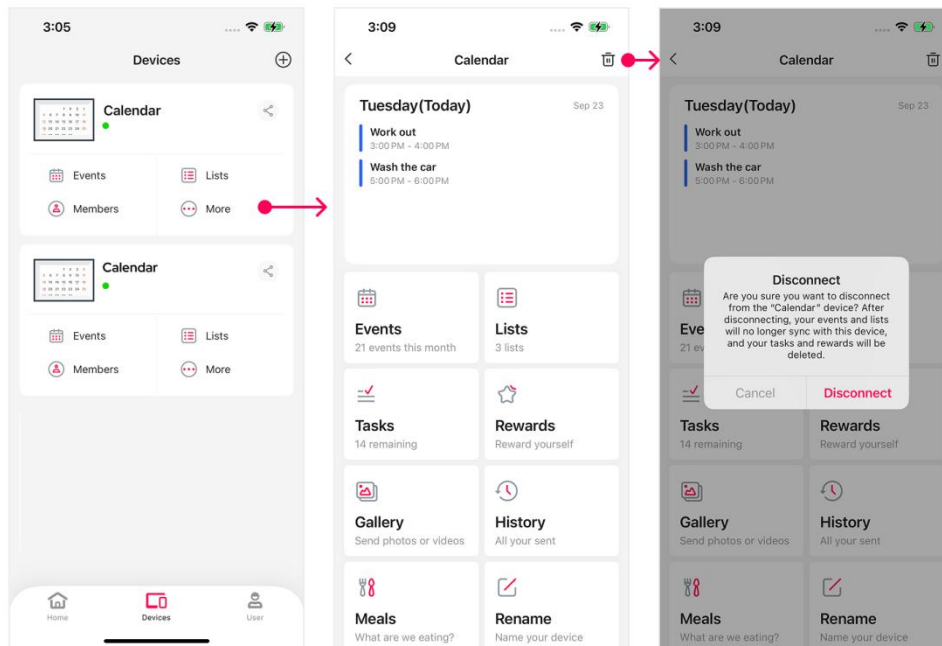 3:05
Devices
Calendar
Events
Lists
Members
More
Calendar
Events
Lists
Members
More
Home
Devices
User
3:09
Calendar
Tuesday(Today)
Sep 23
Work out
3:00 PM - 4:00 PM
Wash the car
5:00 PM - 6:00 PM
Events
21 events this month
Lists
3 lists
Tasks
14 remaining
Rewards
Reward yourself
Gallery
Send photos or videos
History
All your sent
Meals
What are we eating?
Rename
Name your device
3:09
Calendar
Tuesday(Today)
Sep 23
Work out
3:00 PM - 4:00 PM
Wash the car
5:00 PM - 6:00 PM
Disconnect
Are you sure you want to disconnect
from the “Calendar” device? After
disconnecting, your events and lists
will no longer sync with this device,
and your tasks and rewards will be
deleted.
Cancel
Disconnect
Eve
21 ev
Tasks
14 remaining
Rewards
Reward yourself
Gallery
Send photos or videos
History
All your sent
Meals
What are we eating?
Rename
Name your device